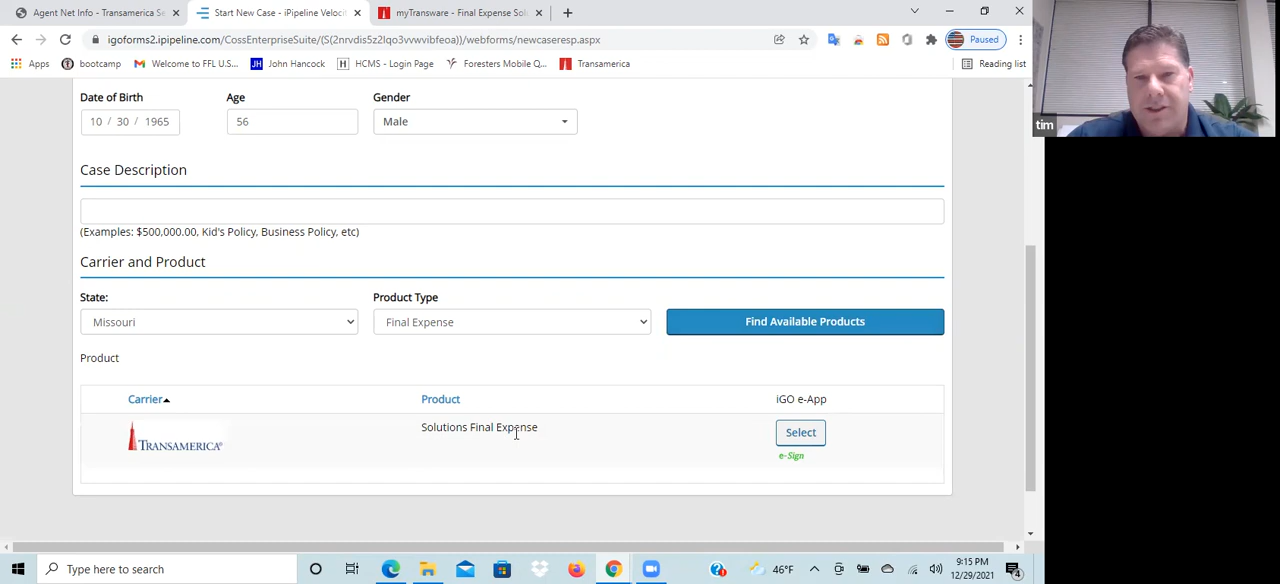 Agent Net Info - Transamerica Se
Start New Case - iPipeline Veloci
myTransware - Final Expense Sol
igoforms2.ipipeline.com/CossEnterpriseSuite/(S(2nrvdis5z2lqo3vvwvibfeoa))/webforms/newcaseresp.aspx
Paused
Apps
bootcamp
Welcome to FFL U.S...
JH John Hancock
H HCMS - Login Page
Foresters Mobile Q...
Transamerica
Reading list
tim
Date of Birth
Age
Gender
10 / 30 / 1965
56
Male
Case Description
(Examples: $500,000.00, Kid's Policy, Business Policy, etc)
Carrier and Product
State:
Product Type
Missouri
Final Expense
Find Available Products
Product
Carrier
Product
iGO e-App
TRANSAMERICA®
Solutions Final Expense
Select
e-Sign
Type here to search
46°F
9:15 PM
12/29/2021
4